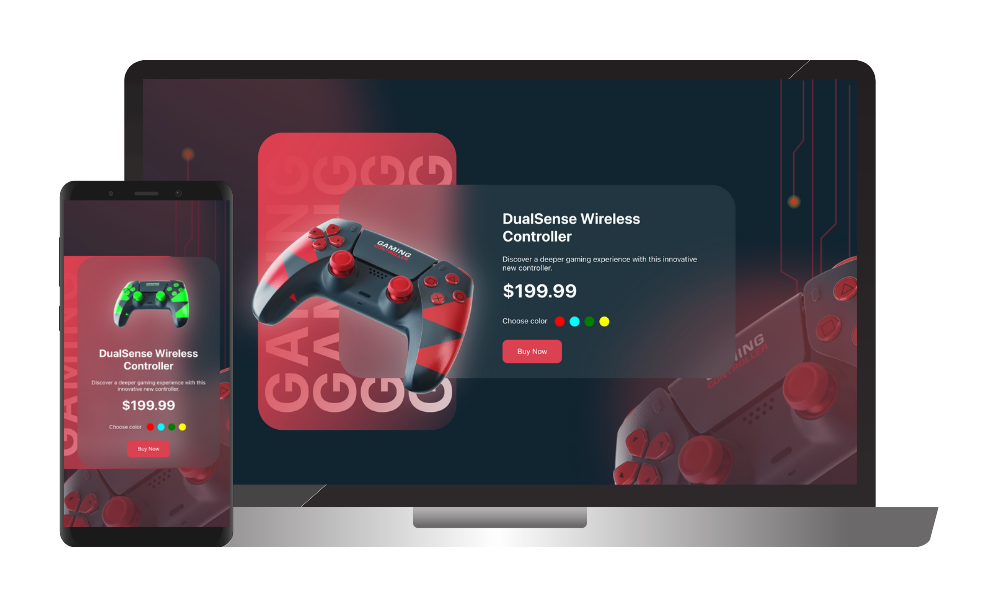 GAMING
GAMING
GAMING
GAMING
GAMING
DualSense Wireless
Controller
Discover a deeper gaming experience with this innovative
new controller.
$199.99
Choose color
Buy Now
GAMING
DualSense Wireless
Controller
Discover a deeper gaming experience with this
innovative new controller.
$199.99
Choose color
Buy Now